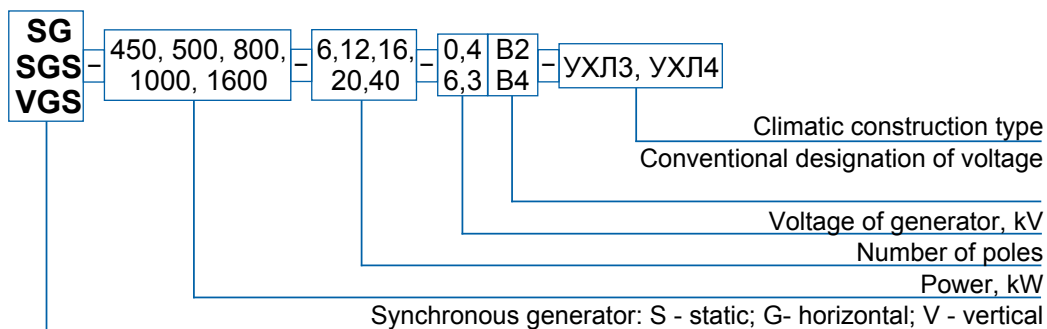 SG
SGS
VGS
– 450, 500, 800, – 6,12,16, – 0,4 B2 – УХЛ3, УХЛ4
1000, 1600 20,40 6,3 B4
Climatic construction type
Conventional designation of voltage
Voltage of generator, kV
Number of poles
Power, kW
Synchronous generator: S - static; G- horizontal; V - vertical